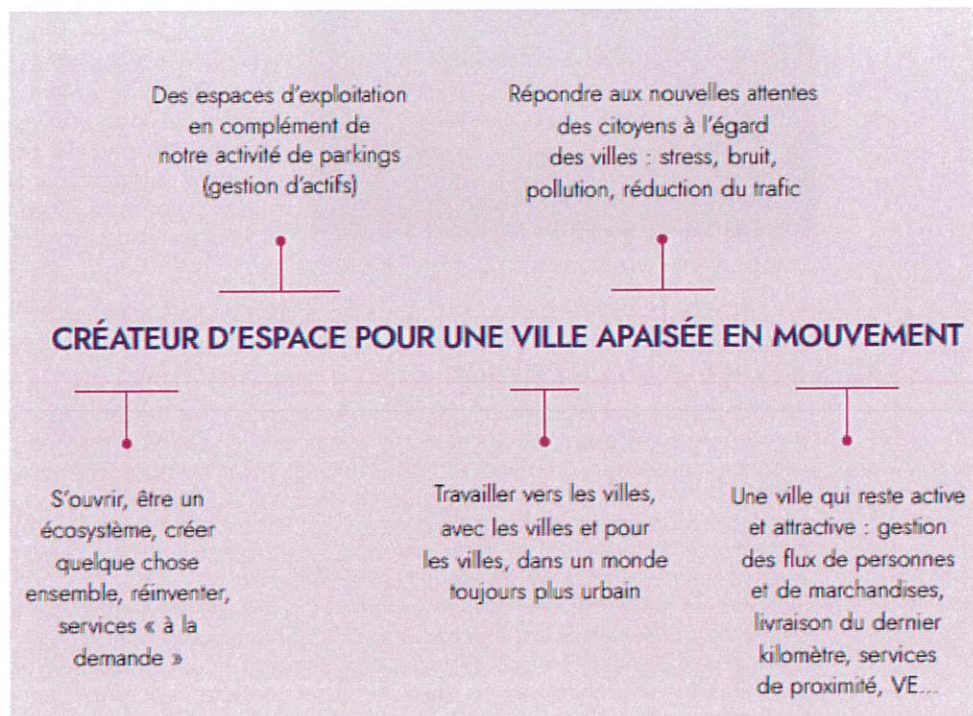 Des espaces d'exploitation
en complément de
notre activité de parkings
(gestion d'actifs)
Répondre aux nouvelles attentes
des citoyens à l'égard
des villes : stress, bruit,
pollution, réduction du trafic
CRÉATEUR D'ESPACE POUR UNE VILLE APAISÉE EN MOUVEMENT
S'ouvrir, être un
écosystème, créer
quelque chose
ensemble, réinventer,
services « à la
demande »
Travailler vers les villes,
avec les villes et pour
les villes, dans un monde
toujours plus urbain
Une ville qui reste active
et attractive : gestion
des flux de personnes
et de marchandises,
livraison du dernier
kilomètre, services
de proximité, VE...